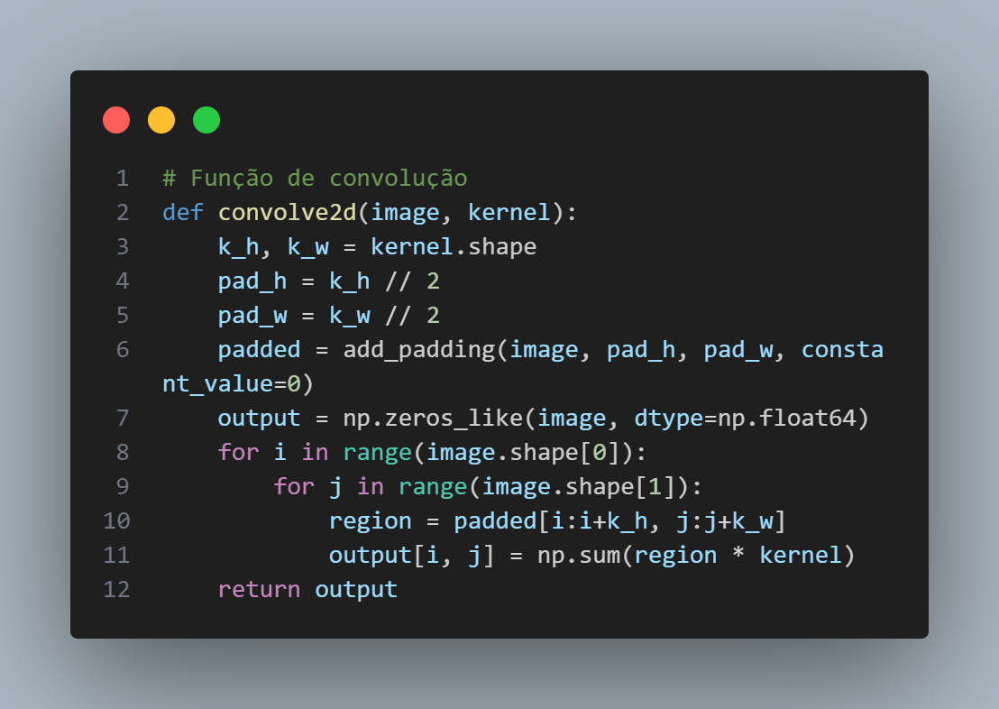 1 # Função de convolução
2 def convolve2d(image, kernel):
3     k_h, k_w = kernel.shape
4     pad_h = k_h // 2
5     pad_w = k_w // 2
6     padded = add_padding(image, pad_h, pad_w, consta
nt_value=0)
7     output = np.zeros_like(image, dtype=np.float64)
8     for i in range(image.shape[0]):
9         for j in range(image.shape[1]):
10             region = padded[i:i+k_h, j:j+k_w]
11             output[i, j] = np.sum(region * kernel)
12     return output